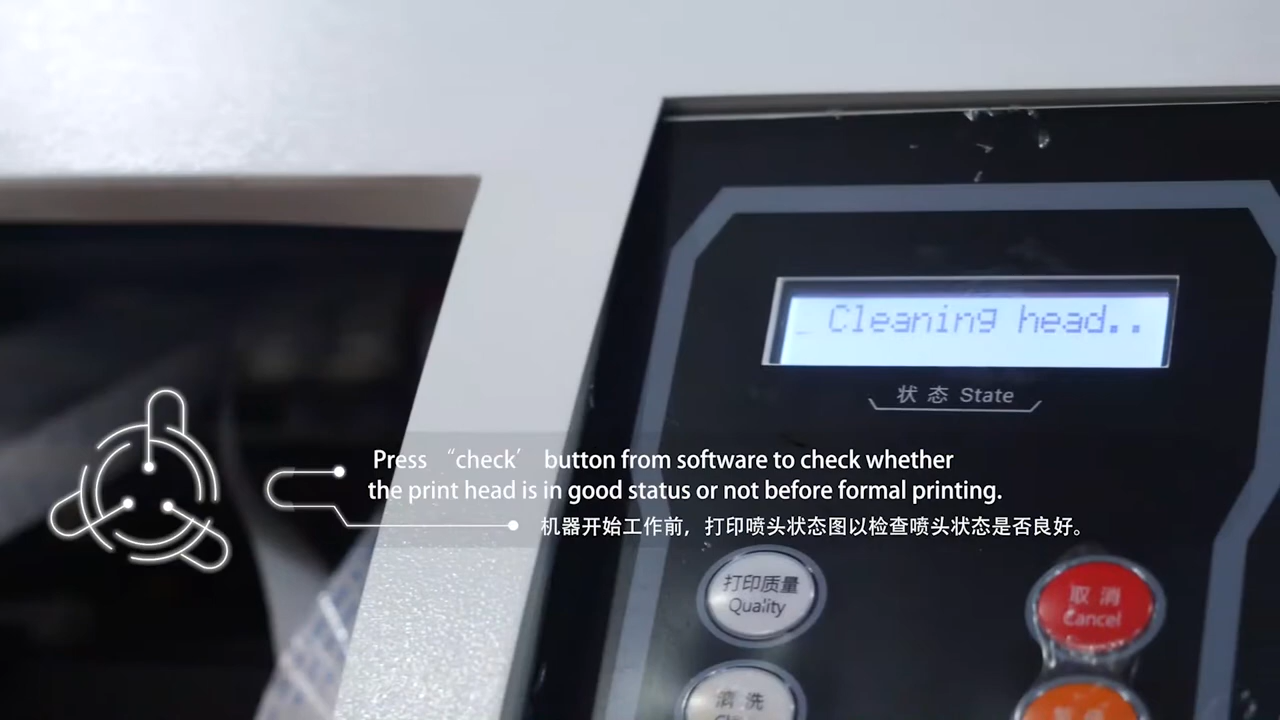 Cleaning head..
状态 State
Press “check’ button from software to check whether
the print head is in good status or not before formal printing.
机器开始工作前，打印喷头状态图以检查喷头状态是否良好。
打印质量
Quality
取消
Cancel
清洗